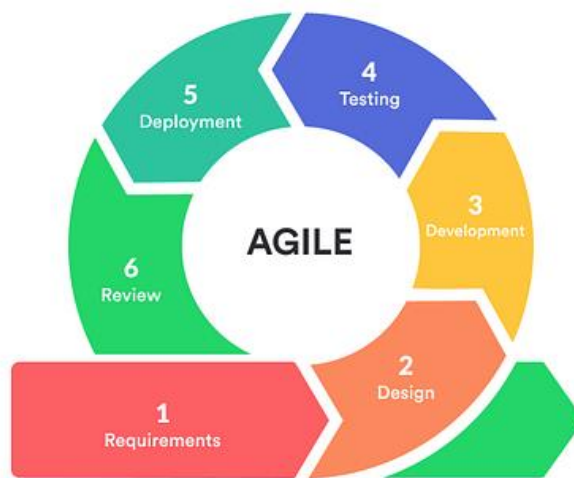 AGILE
1
Requirements
2
Design
3
Development
4
Testing
5
Deployment
6
Review